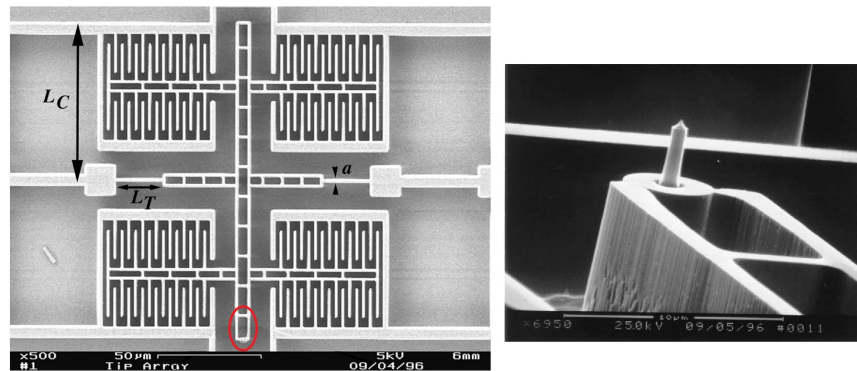 L_C
a
L_T
x500 50µm 5kV 6mm
#1 Tip Array 09/04/96
10µm
x6950 25.0kV 09/05/96 #0011